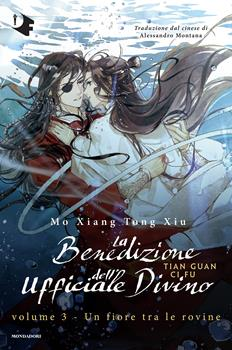 Traduzione dal cinese di
Alessandro Montana
Mo Xiang Tong Xiu
la
Benedizione
dell'
TIAN GUAN
CI FU
Ufficiale Divino
volume 3 - Un fiore tra le rovine
MONDADORI